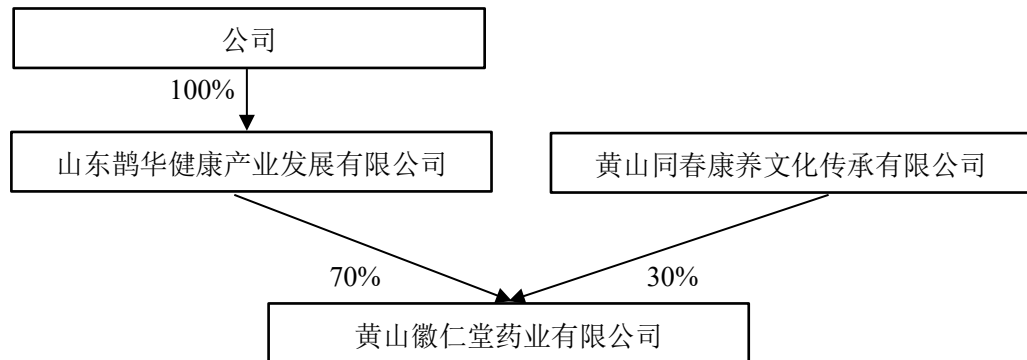 公司
100%
山东鹊华健康产业发展有限公司
黄山同春康养文化传承有限公司
70%
30%
黄山徽仁堂药业有限公司